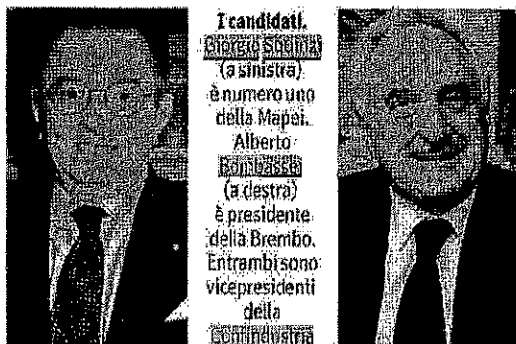 I candidati.
Giorgio Squinzi
(a sinistra)
è numero uno
della Mapei.
Alberto
Bombassei
(a destra)
è presidente
della Brembo.
Entrambi sono
vicepresidenti
della
Confindustria